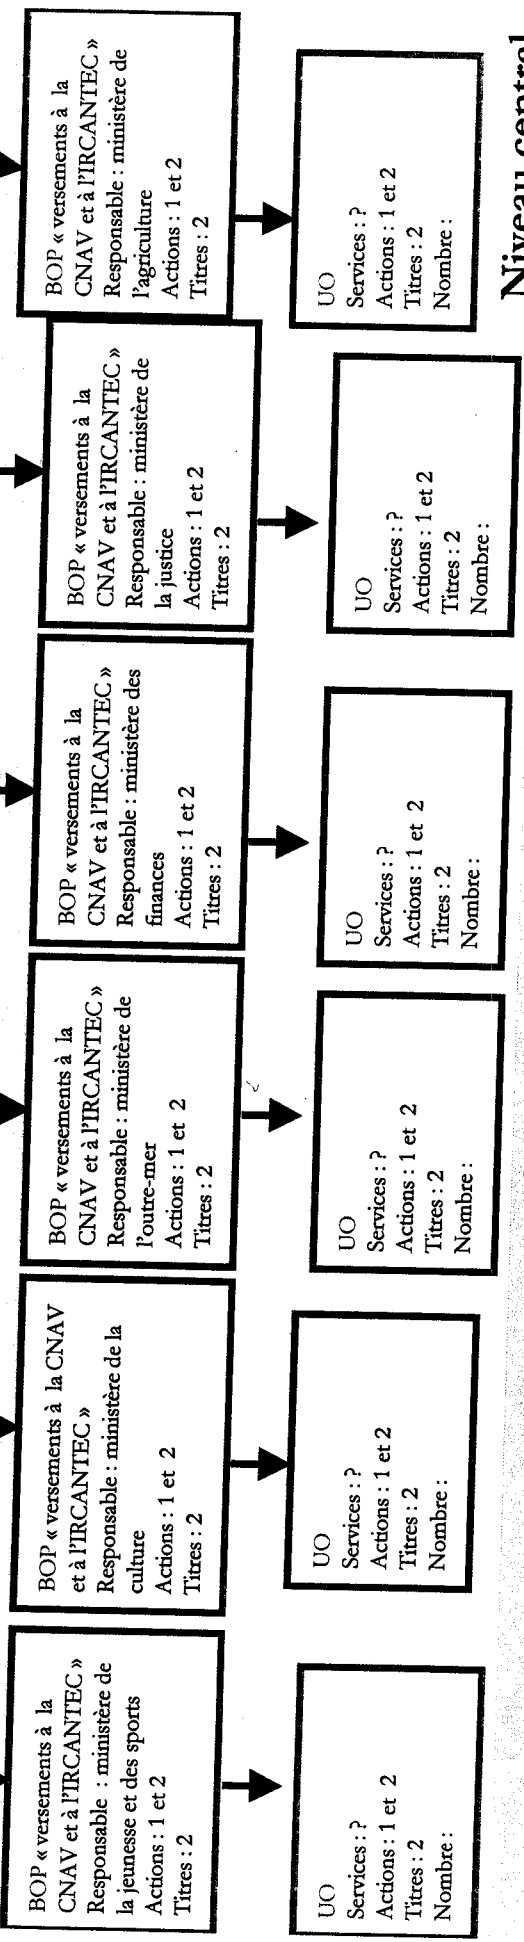 BOP « versements à la
CNAV et à l'IRCANTEC »
Responsable : ministère de
la jeunesse et des sports
Actions : 1 et 2
Titres : 2
BOP « versements à la CNAV
et à l'IRCANTEC »
Responsable : ministère de la
culture
Actions : 1 et 2
Titres : 2
BOP « versements à la
CNAV et à l'IRCANTEC »
Responsable : ministère de
l'outre-mer
Actions : 1 et 2
Titres : 2
BOP « versements à la
CNAV et à l'IRCANTEC »
Responsable : ministère des
finances
Actions : 1 et 2
Titres : 2
BOP « versements à la
CNAV et à l'IRCANTEC »
Responsable : ministère de
la justice
Actions : 1 et 2
Titres : 2
BOP « versements à la
CNAV et à l'IRCANTEC »
Responsable : ministère de
l'agriculture
Actions : 1 et 2
Titres : 2
UO
Services : ?
Actions : 1 et 2
Titres : 2
Nombre :
UO
Services : ?
Actions : 1 et 2
Titres : 2
Nombre :
UO
Services : ?
Actions : 1 et 2
Titres : 2
Nombre :
UO
Services : ?
Actions : 1 et 2
Titres : 2
Nombre :
UO
Services : ?
Actions : 1 et 2
Titres : 2
Nombre :
UO
Services : ?
Actions : 1 et 2
Titres : 2
Nombre :
Niveau central